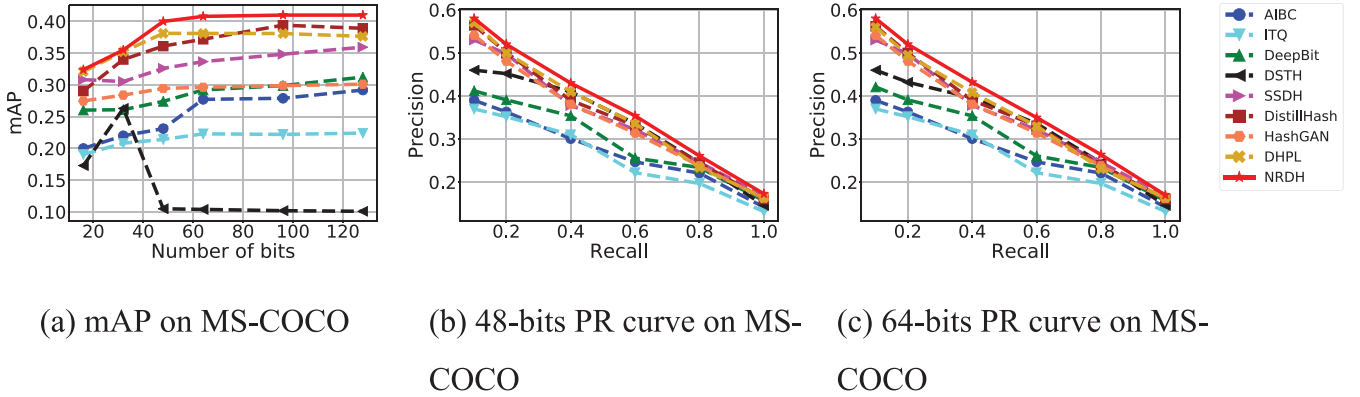 0.40
0.35
0.30
0.25
0.20
0.15
0.10
mAP
20 40 60 80 100 120
Number of bits
0.6
0.5
0.4
0.3
0.2
Precision
0.2 0.4 0.6 0.8 1.0
Recall
0.6
0.5
0.4
0.3
0.2
Precision
0.2 0.4 0.6 0.8 1.0
Recall
AIBC
ITQ
DeepBit
DSTH
SSDH
DistillHash
HashGAN
DHPL
NRDH
(a) mAP on MS-COCO
(b) 48-bits PR curve on MS-
COCO
(c) 64-bits PR curve on MS-
COCO